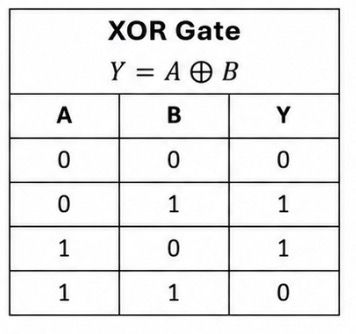 XOR Gate
Y = A ⊕ B
A B Y
0 0 0
0 1 1
1 0 1
1 1 0